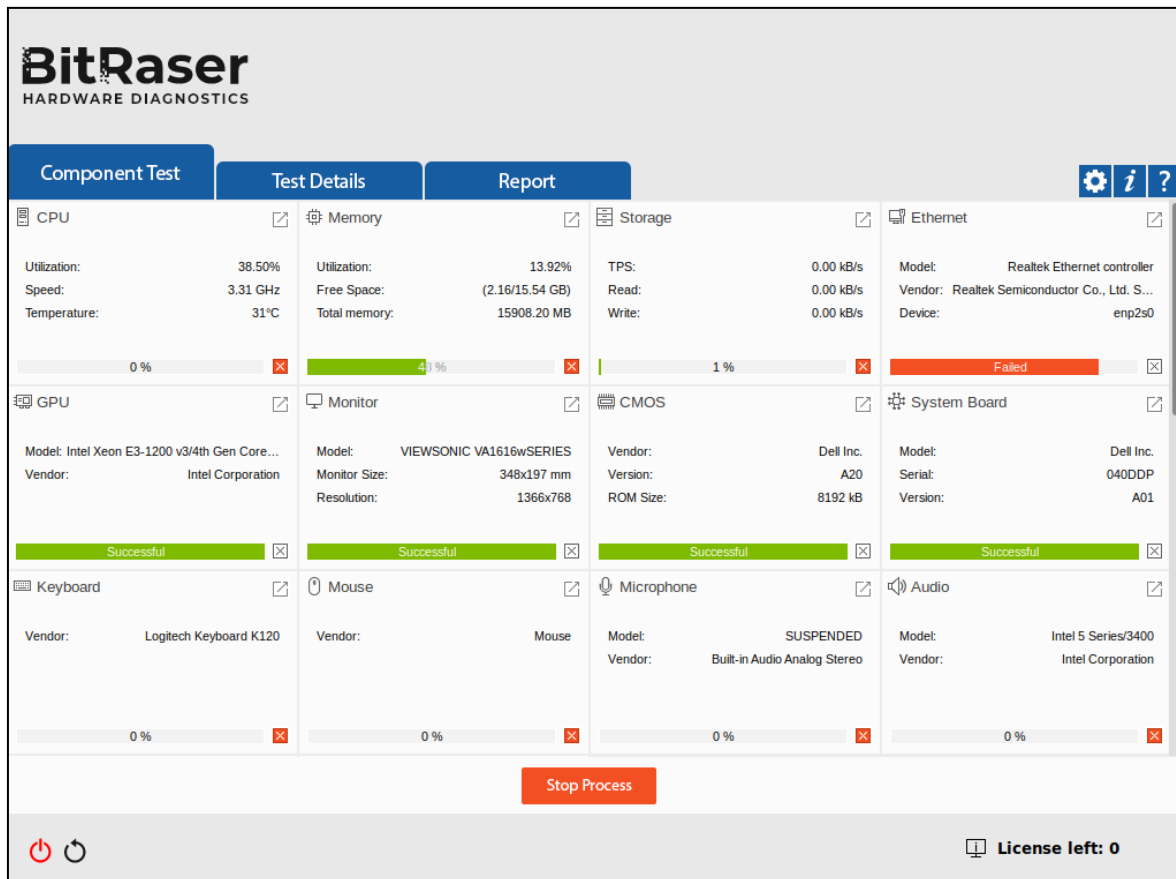 BitRaser
HARDWARE DIAGNOSTICS
Component Test
Test Details
Report
i
?
CPU
Utilization: 38.50%
Speed: 3.31 GHz
Temperature: 31°C
0 %
Memory
Utilization: 13.92%
Free Space: (2.16/15.54 GB)
Total memory: 15908.20 MB
48 %
Storage
TPS: 0.00 kB/s
Read: 0.00 kB/s
Write: 0.00 kB/s
1 %
Ethernet
Model: Realtek Ethernet controller
Vendor: Realtek Semiconductor Co., Ltd. S...
Device: enp2s0
Failed
GPU
Model: Intel Xeon E3-1200 v3/4th Gen Core...
Vendor: Intel Corporation
Successful
Monitor
Model: VIEWSONIC VA1616wSERIES
Monitor Size: 348x197 mm
Resolution: 1366x768
Successful
CMOS
Vendor: Dell Inc.
Version: A20
ROM Size: 8192 kB
Successful
System Board
Model: Dell Inc.
Serial: 040DDP
Version: A01
Successful
Keyboard
Vendor: Logitech Keyboard K120
0 %
Mouse
Vendor: Mouse
0 %
Microphone
Model: SUSPENDED
Vendor: Built-in Audio Analog Stereo
0 %
Audio
Model: Intel 5 Series/3400
Vendor: Intel Corporation
0 %
Stop Process
License left: 0